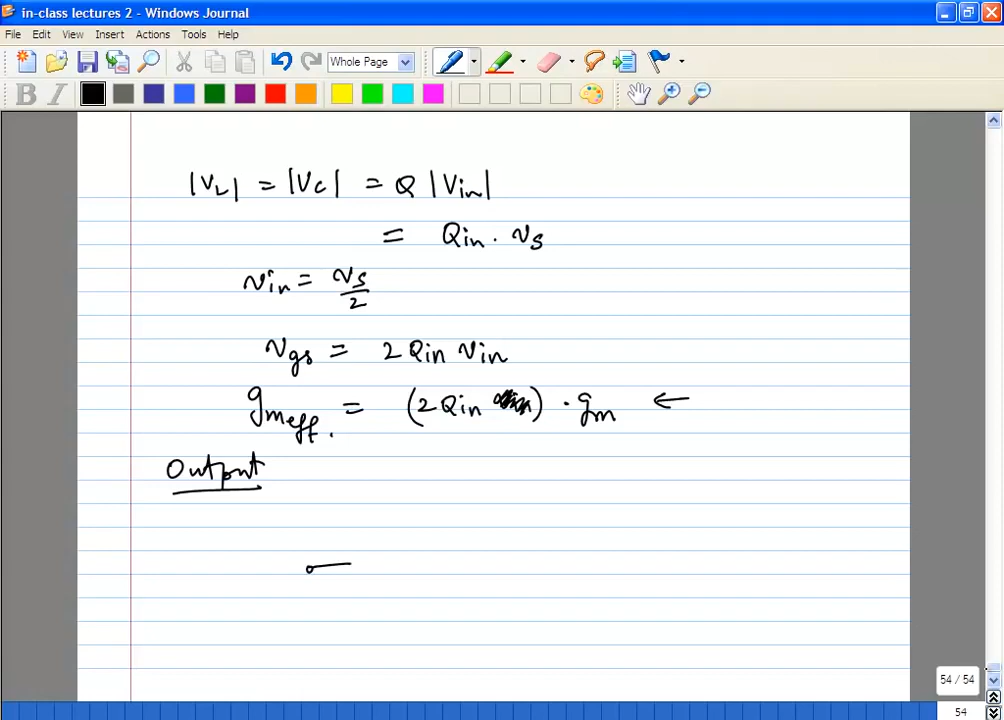 in-class lectures 2 - Windows Journal
File Edit View Insert Actions Tools Help
Whole Page
B I
|VL| = |Vc| = Q |Vin|
= Qin . vs
vin = vs/2
vgs = 2 Qin vin
gmeff. = (2 Qin ) . gm ←
Output
54 / 54
54